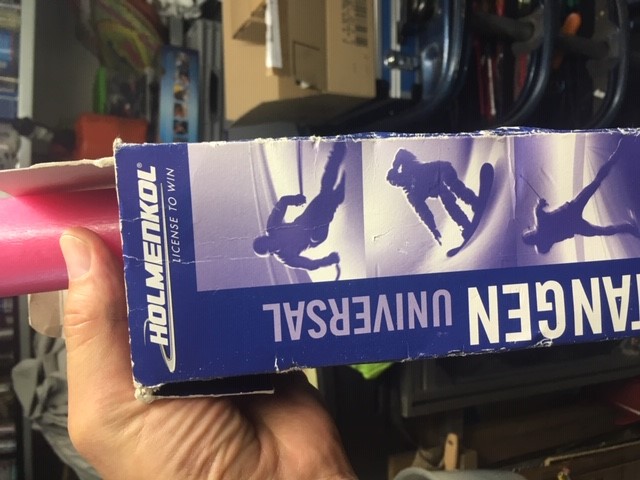 HOLMENKOL®
LICENSE TO WIN
TANGEN UNIVERSAL